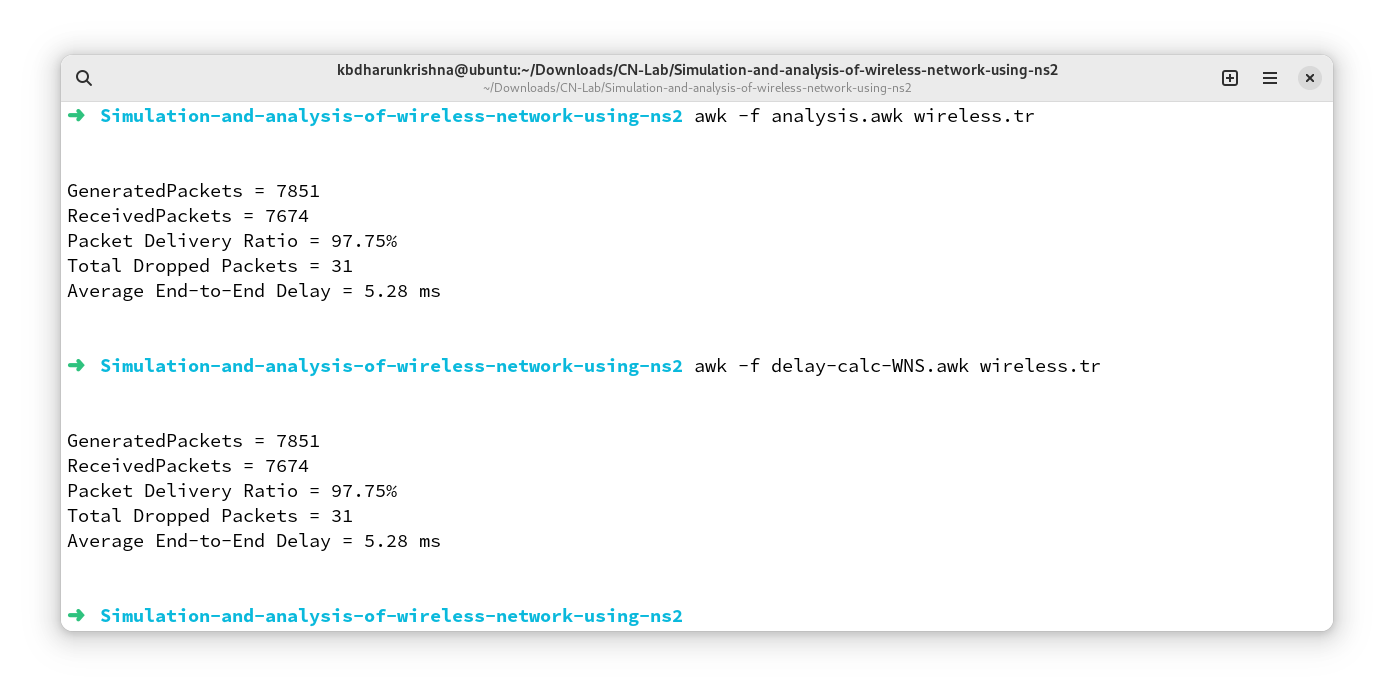 kbdharunkrishna@ubuntu:~/Downloads/CN-Lab/Simulation-and-analysis-of-wireless-network-using-ns2
~/Downloads/CN-Lab/Simulation-and-analysis-of-wireless-network-using-ns2
➜ Simulation-and-analysis-of-wireless-network-using-ns2 awk -f analysis.awk wireless.tr
GeneratedPackets = 7851
ReceivedPackets = 7674
Packet Delivery Ratio = 97.75%
Total Dropped Packets = 31
Average End-to-End Delay = 5.28 ms
➜ Simulation-and-analysis-of-wireless-network-using-ns2 awk -f delay-calc-WNS.awk wireless.tr
GeneratedPackets = 7851
ReceivedPackets = 7674
Packet Delivery Ratio = 97.75%
Total Dropped Packets = 31
Average End-to-End Delay = 5.28 ms
➜ Simulation-and-analysis-of-wireless-network-using-ns2